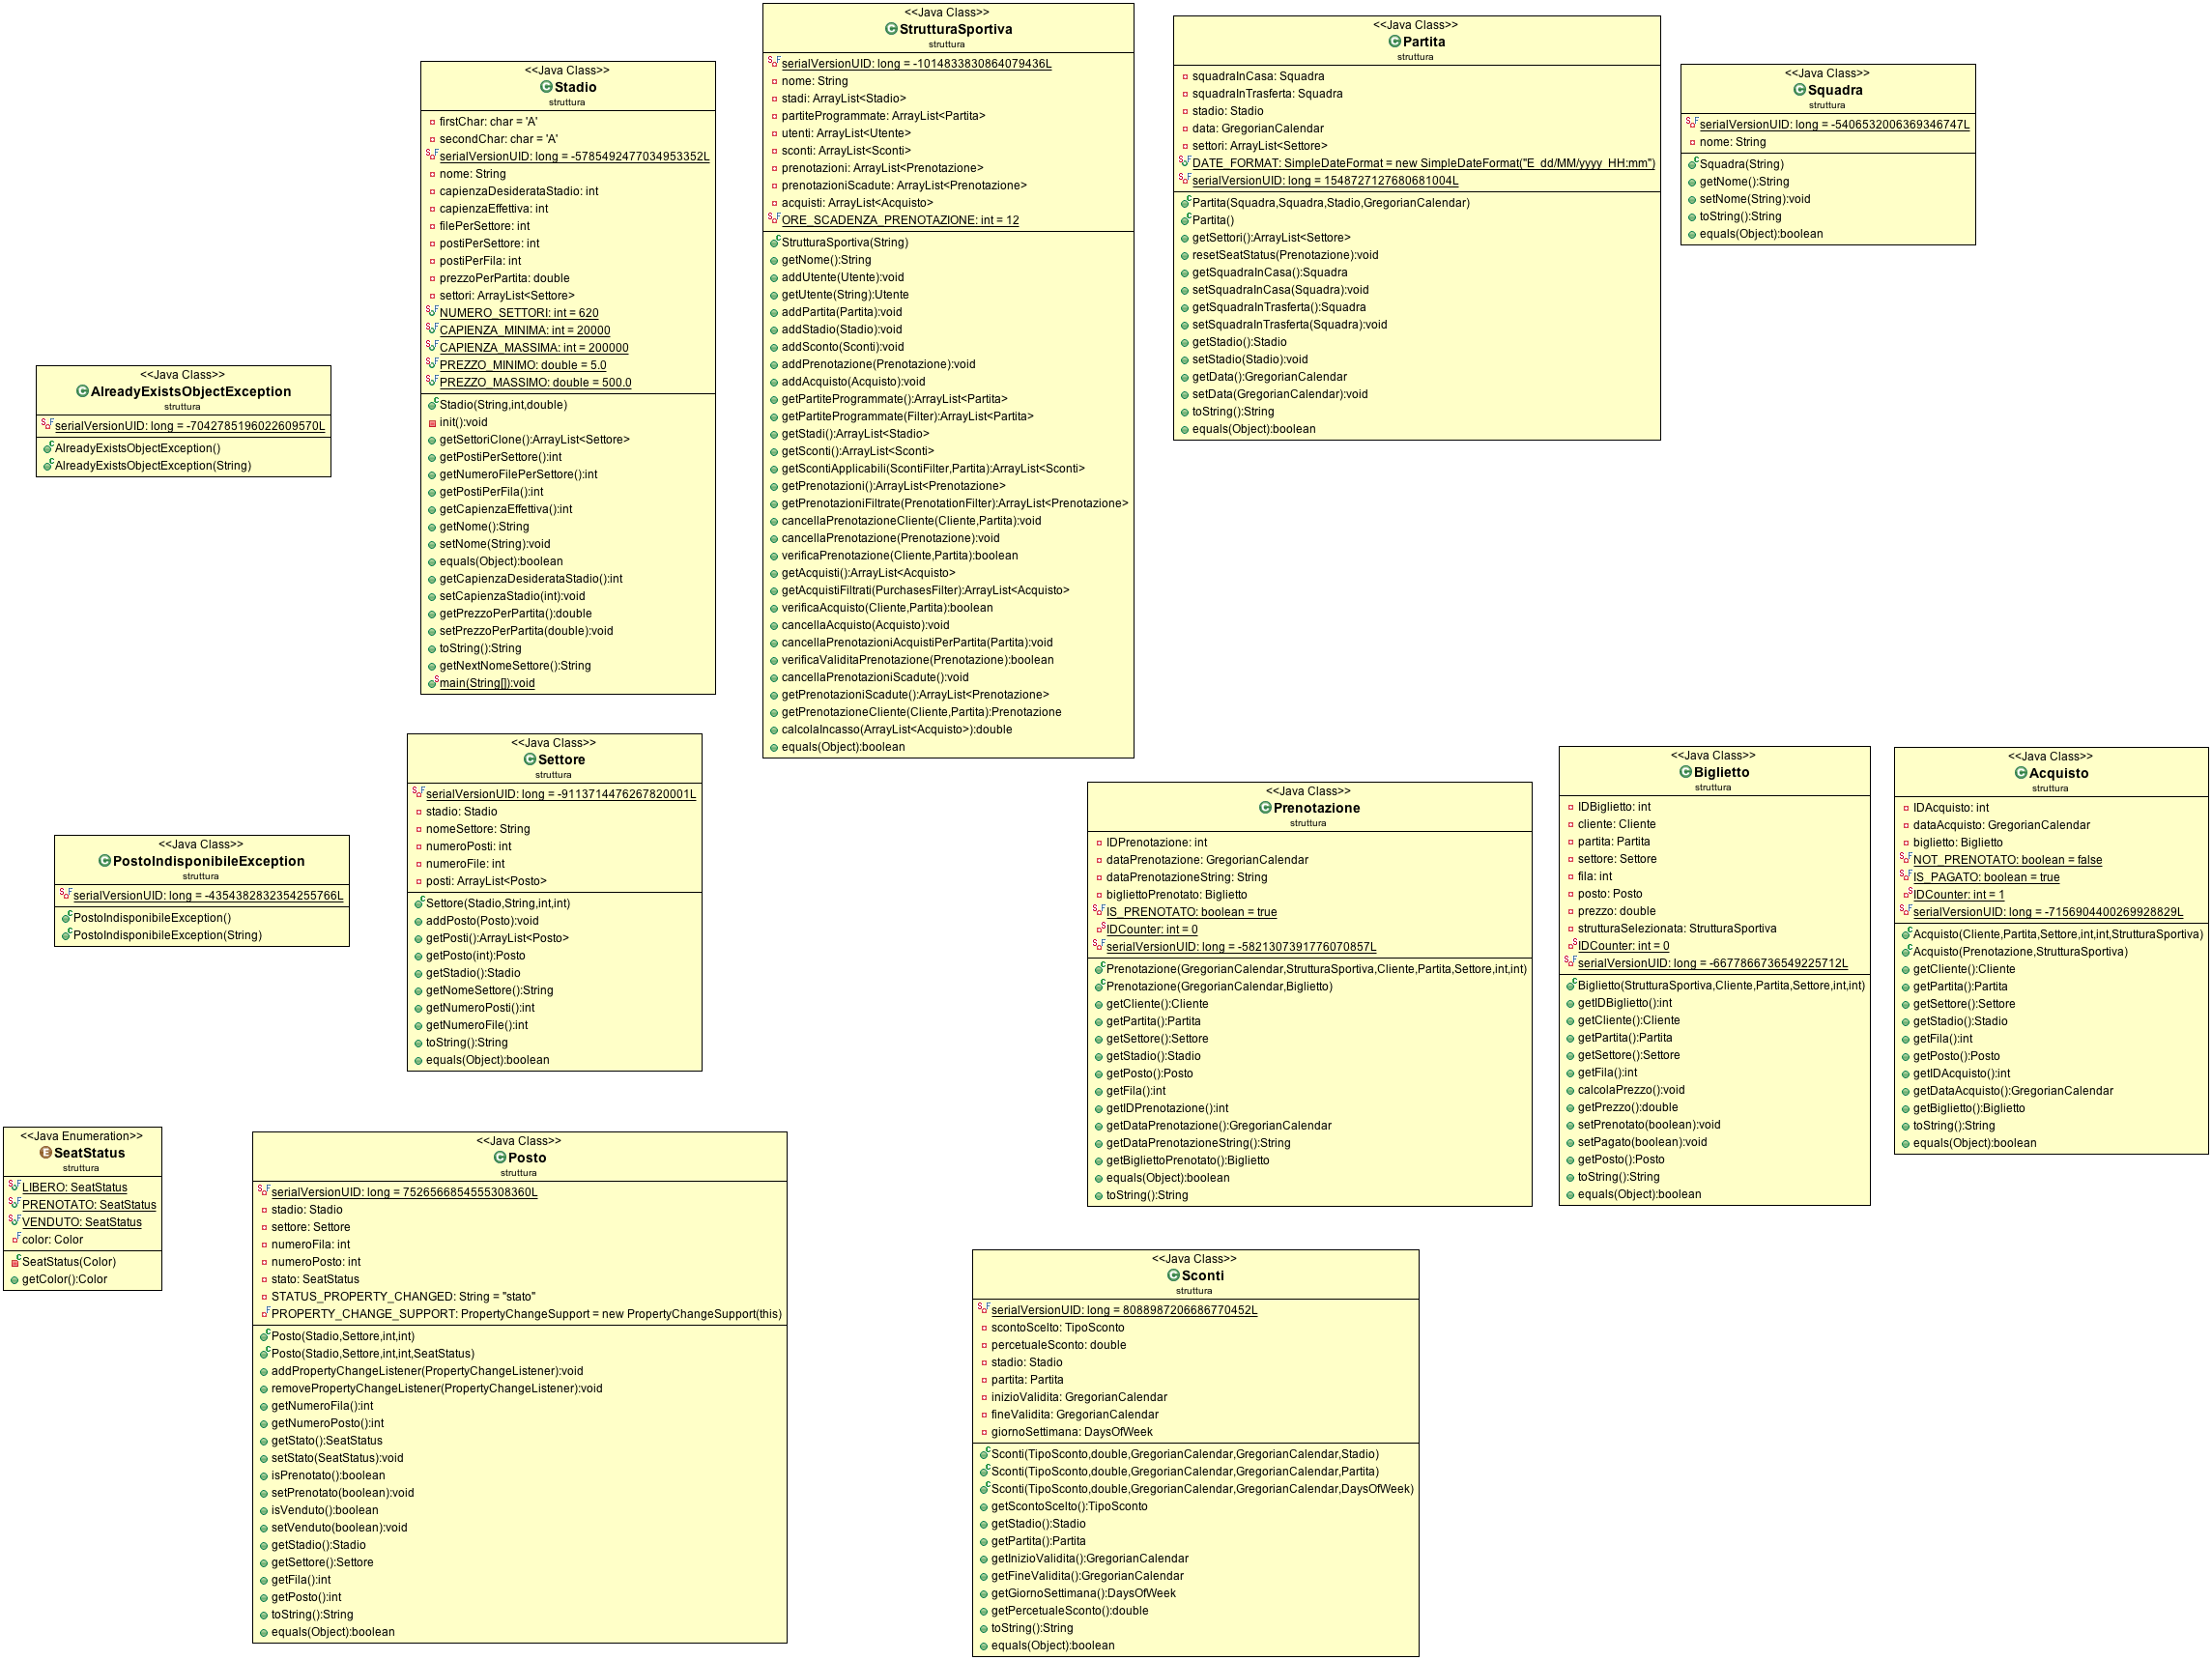 <<Java Class>>
StrutturaSportiva
struttura
serialVersionUID: long = -1014833830864079436L
nome: String
stadi: ArrayList<Stadio>
partiteProgrammate: ArrayList<Partita>
utenti: ArrayList<Utente>
sconti: ArrayList<Sconti>
prenotazioni: ArrayList<Prenotazione>
prenotazioniScadute: ArrayList<Prenotazione>
acquisti: ArrayList<Acquisto>
ORE_SCADENZA_PRENOTAZIONE: int = 12
StrutturaSportiva(String)
getNome():String
addUtente(Utente):void
getUtente(String):Utente
addPartita(Partita):void
addStadio(Stadio):void
addSconto(Sconti):void
addPrenotazione(Prenotazione):void
addAcquisto(Acquisto):void
getPartiteProgrammate():ArrayList<Partita>
getPartiteProgrammate(Filter):ArrayList<Partita>
getStadi():ArrayList<Stadio>
getSconti():ArrayList<Sconti>
getScontiApplicabili(ScontiFilter,Partita):ArrayList<Sconti>
getPrenotazioni():ArrayList<Prenotazione>
getPrenotazioniFiltrate(PrenotationFilter):ArrayList<Prenotazione>
cancellaPrenotazioneCliente(Cliente,Partita):void
cancellaPrenotazione(Prenotazione):void
verificaPrenotazione(Cliente,Partita):boolean
getAcquisti():ArrayList<Acquisto>
getAcquistiFiltrati(PurchasesFilter):ArrayList<Acquisto>
verificaAcquisto(Cliente,Partita):boolean
cancellaAcquisto(Acquisto):void
cancellaPrenotazioniAcquistiPerPartita(Partita):void
verificaValiditaPrenotazione(Prenotazione):boolean
cancellaPrenotazioniScadute():void
getPrenotazioniScadute():ArrayList<Prenotazione>
getPrenotazioneCliente(Cliente,Partita):Prenotazione
calcolaIncasso(ArrayList<Acquisto>):double
equals(Object):boolean
<<Java Class>>
Partita
struttura
squadraInCasa: Squadra
squadraInTrasferta: Squadra
stadio: Stadio
data: GregorianCalendar
settori: ArrayList<Settore>
DATE_FORMAT: SimpleDateFormat = new SimpleDateFormat("E  dd/MM/yyyy  HH:mm")
serialVersionUID: long = 1548727127680681004L
Partita(Squadra,Squadra,Stadio,GregorianCalendar)
Partita()
getSettori():ArrayList<Settore>
resetSeatStatus(Prenotazione):void
getSquadraInCasa():Squadra
setSquadraInCasa(Squadra):void
getSquadraInTrasferta():Squadra
setSquadraInTrasferta(Squadra):void
getStadio():Stadio
setStadio(Stadio):void
getData():GregorianCalendar
setData(GregorianCalendar):void
toString():String
equals(Object):boolean
<<Java Class>>
Squadra
struttura
serialVersionUID: long = -5406532006369346747L
nome: String
Squadra(String)
getNome():String
setNome(String):void
toString():String
equals(Object):boolean
<<Java Class>>
Stadio
struttura
firstChar: char = 'A'
secondChar: char = 'A'
serialVersionUID: long = -5785492477034953352L
nome: String
capienzaDesiderataStadio: int
capienzaEffettiva: int
filePerSettore: int
postiPerSettore: int
postiPerFila: int
prezzoPerPartita: double
settori: ArrayList<Settore>
NUMERO_SETTORI: int = 620
CAPIENZA_MINIMA: int = 20000
CAPIENZA_MASSIMA: int = 200000
PREZZO_MINIMO: double = 5.0
PREZZO_MASSIMO: double = 500.0
Stadio(String,int,double)
init():void
getSettoriClone():ArrayList<Settore>
getPostiPerSettore():int
getNumeroFilePerSettore():int
getPostiPerFila():int
getCapienzaEffettiva():int
getNome():String
setNome(String):void
equals(Object):boolean
getCapienzaDesiderataStadio():int
setCapienzaStadio(int):void
getPrezzoPerPartita():double
setPrezzoPerPartita(double):void
toString():String
getNextNomeSettore():String
main(String[]):void
<<Java Class>>
AlreadyExistsObjectException
struttura
serialVersionUID: long = -7042785196022609570L
AlreadyExistsObjectException()
AlreadyExistsObjectException(String)
<<Java Class>>
Settore
struttura
serialVersionUID: long = -9113714476267820001L
stadio: Stadio
nomeSettore: String
numeroPosti: int
numeroFile: int
posti: ArrayList<Posto>
Settore(Stadio,String,int,int)
addPosto(Posto):void
getPosti():ArrayList<Posto>
getPosto(int):Posto
getStadio():Stadio
getNomeSettore():String
getNumeroPosti():int
getNumeroFile():int
toString():String
equals(Object):boolean
<<Java Class>>
PostoIndisponibileException
struttura
serialVersionUID: long = -4354382832354255766L
PostoIndisponibileException()
PostoIndisponibileException(String)
<<Java Class>>
Prenotazione
struttura
IDPrenotazione: int
dataPrenotazione: GregorianCalendar
dataPrenotazioneString: String
bigliettoPrenotato: Biglietto
IS_PRENOTATO: boolean = true
IDCounter: int = 0
serialVersionUID: long = -5821307391776070857L
Prenotazione(GregorianCalendar,StrutturaSportiva,Cliente,Partita,Settore,int,int)
Prenotazione(GregorianCalendar,Biglietto)
getCliente():Cliente
getPartita():Partita
getSettore():Settore
getStadio():Stadio
getPosto():Posto
getFila():int
getIDPrenotazione():int
getDataPrenotazione():GregorianCalendar
getDataPrenotazioneString():String
getBigliettoPrenotato():Biglietto
equals(Object):boolean
toString():String
<<Java Class>>
Biglietto
struttura
IDBiglietto: int
cliente: Cliente
partita: Partita
settore: Settore
fila: int
posto: Posto
prezzo: double
strutturaSelezionata: StrutturaSportiva
IDCounter: int = 0
serialVersionUID: long = -6677866736549225712L
Biglietto(StrutturaSportiva,Cliente,Partita,Settore,int,int)
getIDBiglietto():int
getCliente():Cliente
getPartita():Partita
getSettore():Settore
getFila():int
calcolaPrezzo():void
getPrezzo():double
setPrenotato(boolean):void
setPagato(boolean):void
getPosto():Posto
toString():String
equals(Object):boolean
<<Java Class>>
Acquisto
struttura
IDAcquisto: int
dataAcquisto: GregorianCalendar
biglietto: Biglietto
NOT_PRENOTATO: boolean = false
IS_PAGATO: boolean = true
IDCounter: int = 1
serialVersionUID: long = -7156904400269928829L
Acquisto(Cliente,Partita,Settore,int,int,StrutturaSportiva)
Acquisto(Prenotazione,StrutturaSportiva)
getCliente():Cliente
getPartita():Partita
getSettore():Settore
getStadio():Stadio
getFila():int
getPosto():Posto
getIDAcquisto():int
getDataAcquisto():GregorianCalendar
getBiglietto():Biglietto
toString():String
equals(Object):boolean
<<Java Enumeration>>
SeatStatus
struttura
LIBERO: SeatStatus
PRENOTATO: SeatStatus
VENDUTO: SeatStatus
color: Color
SeatStatus(Color)
getColor():Color
<<Java Class>>
Posto
struttura
serialVersionUID: long = 7526566854555308360L
stadio: Stadio
settore: Settore
numeroFila: int
numeroPosto: int
stato: SeatStatus
STATUS_PROPERTY_CHANGED: String = "stato"
PROPERTY_CHANGE_SUPPORT: PropertyChangeSupport = new PropertyChangeSupport(this)
Posto(Stadio,Settore,int,int)
Posto(Stadio,Settore,int,int,SeatStatus)
addPropertyChangeListener(PropertyChangeListener):void
removePropertyChangeListener(PropertyChangeListener):void
getNumeroFila():int
getNumeroPosto():int
getStato():SeatStatus
setStato(SeatStatus):void
isPrenotato():boolean
setPrenotato(boolean):void
isVenduto():boolean
setVenduto(boolean):void
getStadio():Stadio
getSettore():Settore
getFila():int
getPosto():int
toString():String
equals(Object):boolean
<<Java Class>>
Sconti
struttura
serialVersionUID: long = 8088987206686770452L
scontoScelto: TipoSconto
percetualeSconto: double
stadio: Stadio
partita: Partita
inizioValidita: GregorianCalendar
fineValidita: GregorianCalendar
giornoSettimana: DaysOfWeek
Sconti(TipoSconto,double,GregorianCalendar,GregorianCalendar,Stadio)
Sconti(TipoSconto,double,GregorianCalendar,GregorianCalendar,Partita)
Sconti(TipoSconto,double,GregorianCalendar,GregorianCalendar,DaysOfWeek)
getScontoScelto():TipoSconto
getStadio():Stadio
getPartita():Partita
getInizioValidita():GregorianCalendar
getFineValidita():GregorianCalendar
getGiornoSettimana():DaysOfWeek
getPercetualeSconto():double
toString():String
equals(Object):boolean